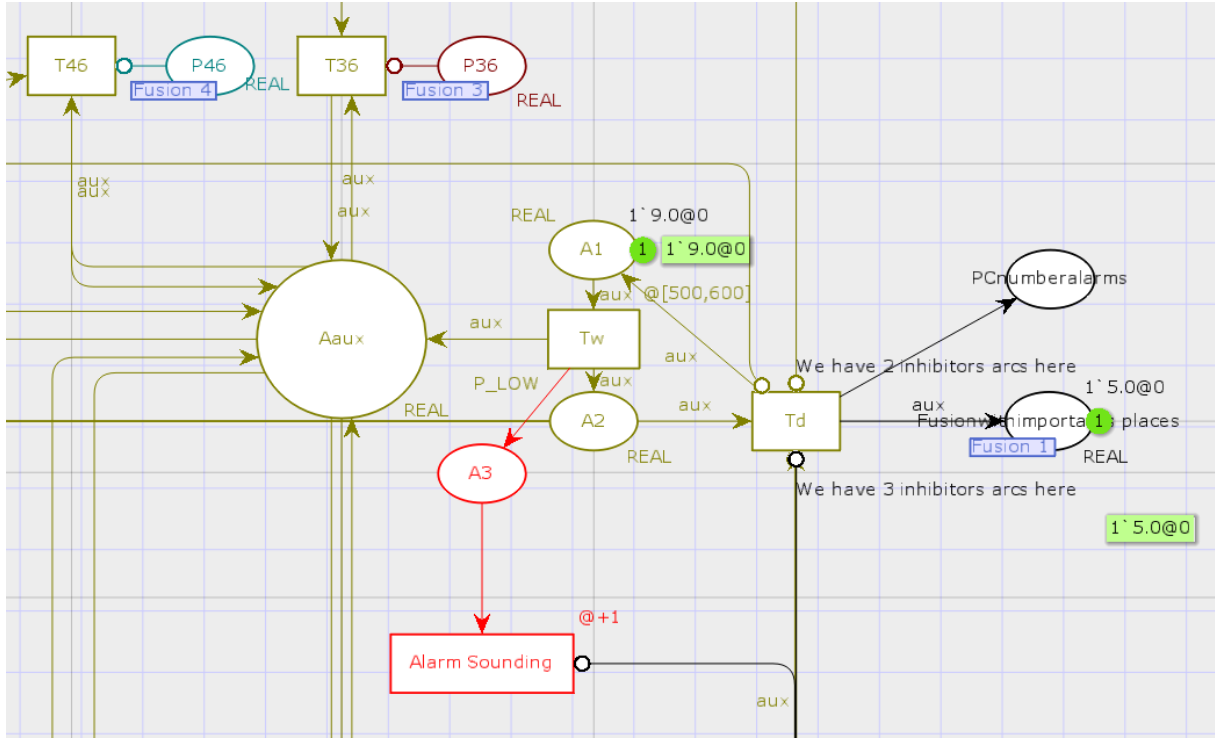 T46
P46
T36
P36
Fusion 4
REAL
Fusion 3
REAL
aux
aux
aux
aux
REAL
1`9.0@0
A1
1
1`9.0@0
PCnumberalarms
aux
@[500,600]
Aaux
aux
Tw
aux
We have 2 inhibitors arcs here
P_LOW
aux
1`5.0@0
REAL
A2
aux
Td
aux
1
places
Fusion 1
REAL
REAL
A3
We have 3 inhibitors arcs here
1`5.0@0
@+1
Alarm Sounding
aux